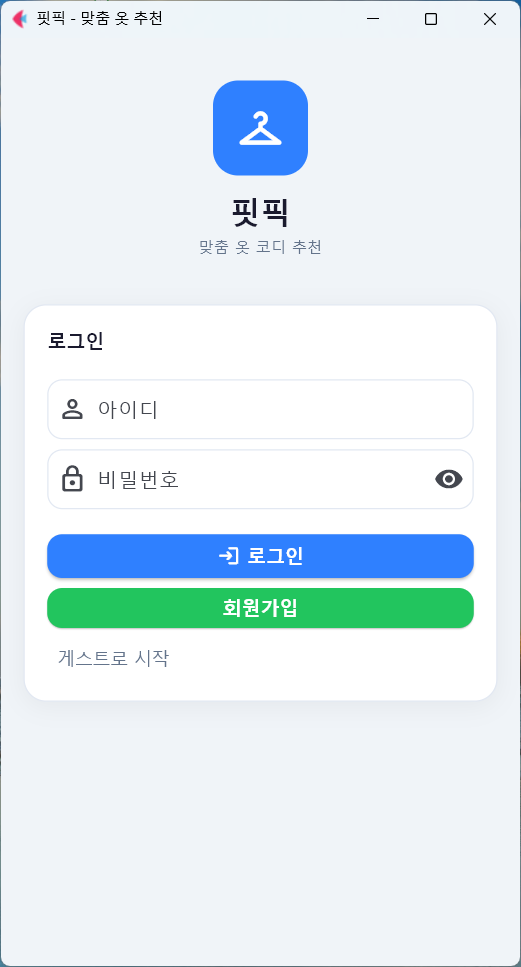 핏픽 - 맞춤 옷 추천
핏픽
맞춤 옷 코디 추천
로그인
아이디
비밀번호
로그인
회원가입
게스트로 시작